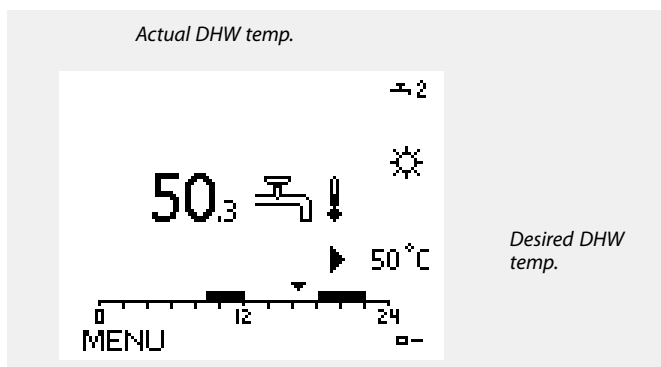 Actual DHW temp.
2
50.3
Desired DHW
temp.
50°C
0 12 24
MENU